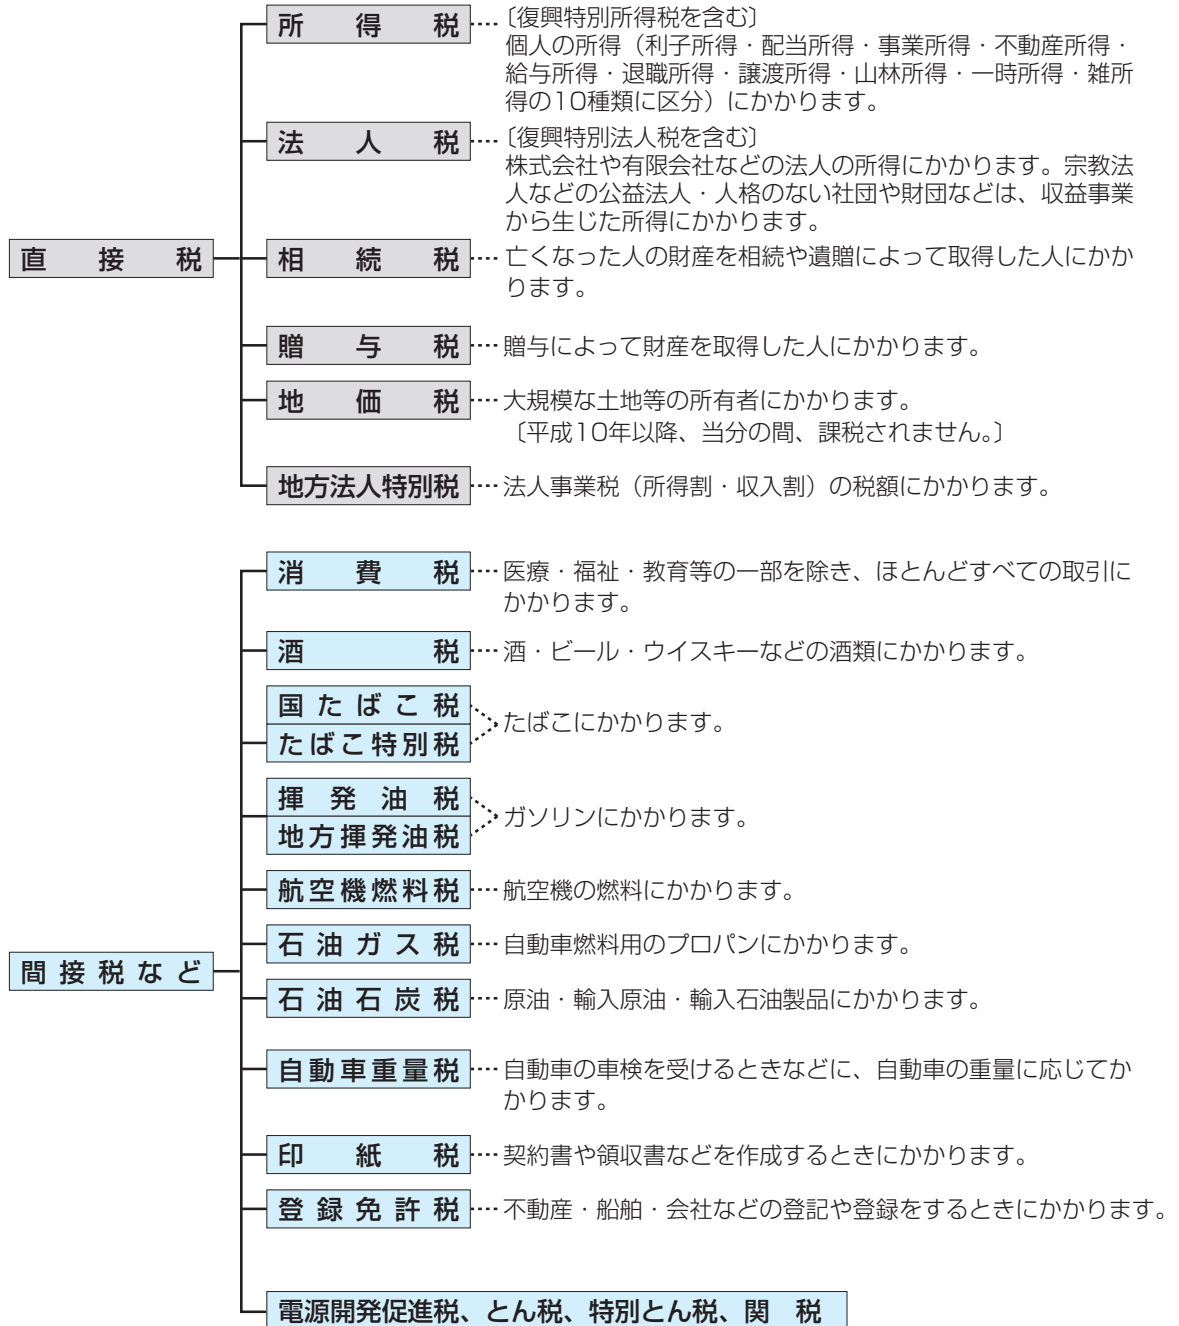 直接税
所得税
〔復興特別所得税を含む〕
個人の所得（利子所得・配当所得・事業所得・不動産所得・
給与所得・退職所得・譲渡所得・山林所得・一時所得・雑所
得の10種類に区分）にかかります。
法人税
〔復興特別法人税を含む〕
株式会社や有限会社などの法人の所得にかかります。宗教法
人などの公益法人・人格のない社団や財団などは、収益事業
から生じた所得にかかります。
相続税
亡くなった人の財産を相続や遺贈によって取得した人にかか
ります。
贈与税
贈与によって財産を取得した人にかかります。
地価税
大規模な土地等の所有者にかかります。
〔平成10年以降、当分の間、課税されません。〕
地方法人特別税
法人事業税（所得割・収入割）の税額にかかります。
間接税など
消費税
医療・福祉・教育等の一部を除き、ほとんどすべての取引に
かかります。
酒税
酒・ビール・ウイスキーなどの酒類にかかります。
国たばこ税
たばこ特別税
たばこにかかります。
揮発油税
地方揮発油税
ガソリンにかかります。
航空機燃料税
航空機の燃料にかかります。
石油ガス税
自動車燃料用のプロパンにかかります。
石油石炭税
原油・輸入原油・輸入石油製品にかかります。
自動車重量税
自動車の車検を受けるときなどに、自動車の重量に応じてか
かります。
印紙税
契約書や領収書などを作成するときにかかります。
登録免許税
不動産・船舶・会社などの登記や登録をするときにかかります。
電源開発促進税、とん税、特別とん税、関　税